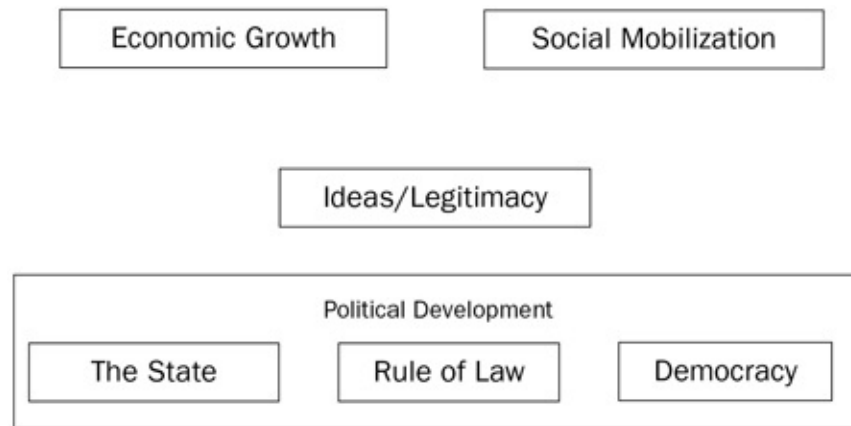 Economic Growth
Social Mobilization
Ideas/Legitimacy
Political Development
The State
Rule of Law
Democracy